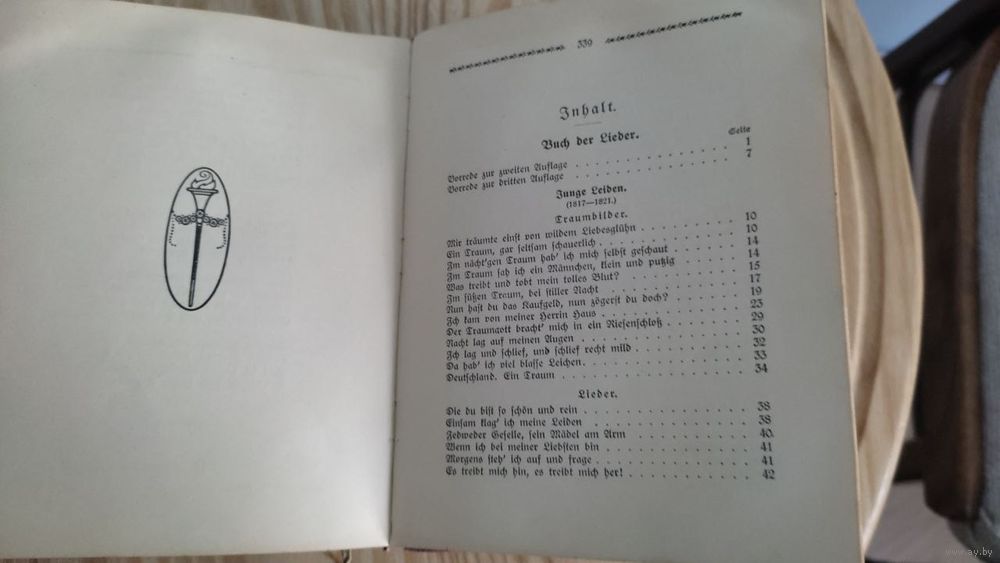 339
Inhalt.
Buch der Lieder.
Seite
Vorrede zur zweiten Auflage . . . . . . . . . . . . 1
Vorrede zur dritten Auflage . . . . . . . . . . . . 7
Junge Leiden.
(1817—1821.)
Traumbilder.
Mir träumte einst von wildem Liebesglühn . . . . . . . 10
Ein Traum, gar seltsam schauerlich . . . . . . . . . 10
Im nächt'gen Traum hab' ich mich selbst geschaut . . . . . 14
Im Traum sah ich ein Männchen, klein und putzig . . . . . 14
Was treibt und tobt mein tolles Blut? . . . . . . . . 15
Im süßen Traum, bei stiller Nacht . . . . . . . . . 17
Nun hast du das Kaufgeld, nun zögerst du doch? . . . . . 19
Ich kam von meiner Herrin Haus . . . . . . . . . . 23
Der Traumgott bracht' mich in ein Riesenschloß . . . . . 29
Nacht lag auf meinen Augen . . . . . . . . . . . 30
Ich lag und schlief, und schlief recht mild . . . . . . . 32
Da hab' ich viel blasse Leichen . . . . . . . . . . 33
Deutschland. Ein Traum . . . . . . . . . . . . 34
Lieder.
Die du bist so schön und rein . . . . . . . . . . . 38
Einsam klag' ich meine Leiden . . . . . . . . . . . 38
Jedweder Geselle, sein Mädel am Arm . . . . . . . . 40
Wenn ich bei meiner Liebsten bin . . . . . . . . . . 41
Morgens steh' ich auf und frage . . . . . . . . . . 41
Es treibt mich hin, es treibt mich her! . . . . . . . . 42
www.ay.by